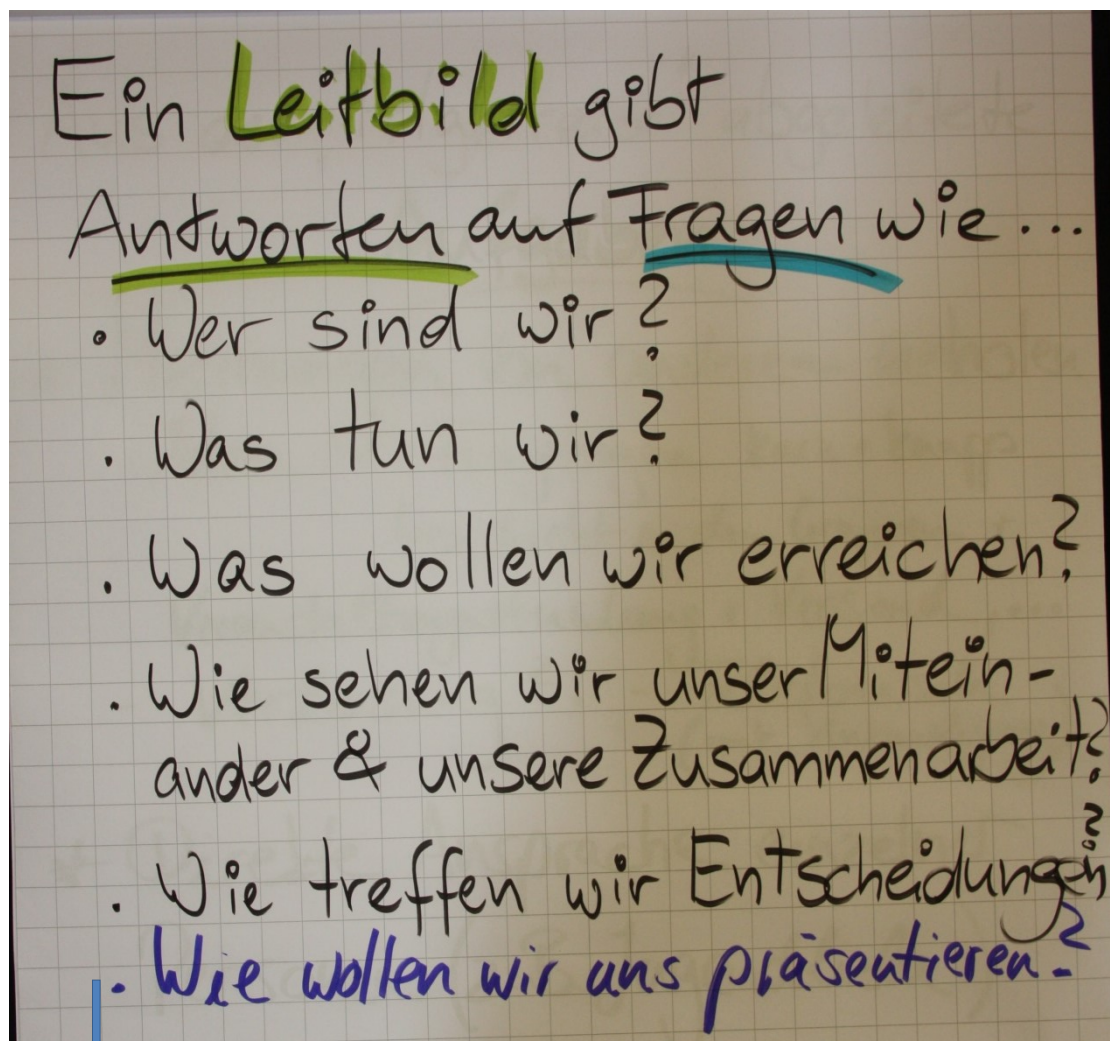 Ein Leitbild gibt
Antworten auf Fragen wie...
• Wer sind wir?
• Was tun wir?
• Was wollen wir erreichen?
• Wie sehen wir unser Mitein-
ander & unsere Zusammenarbeit?
• Wie treffen wir Entscheidungen?
• Wie wollen wir uns präsentieren?